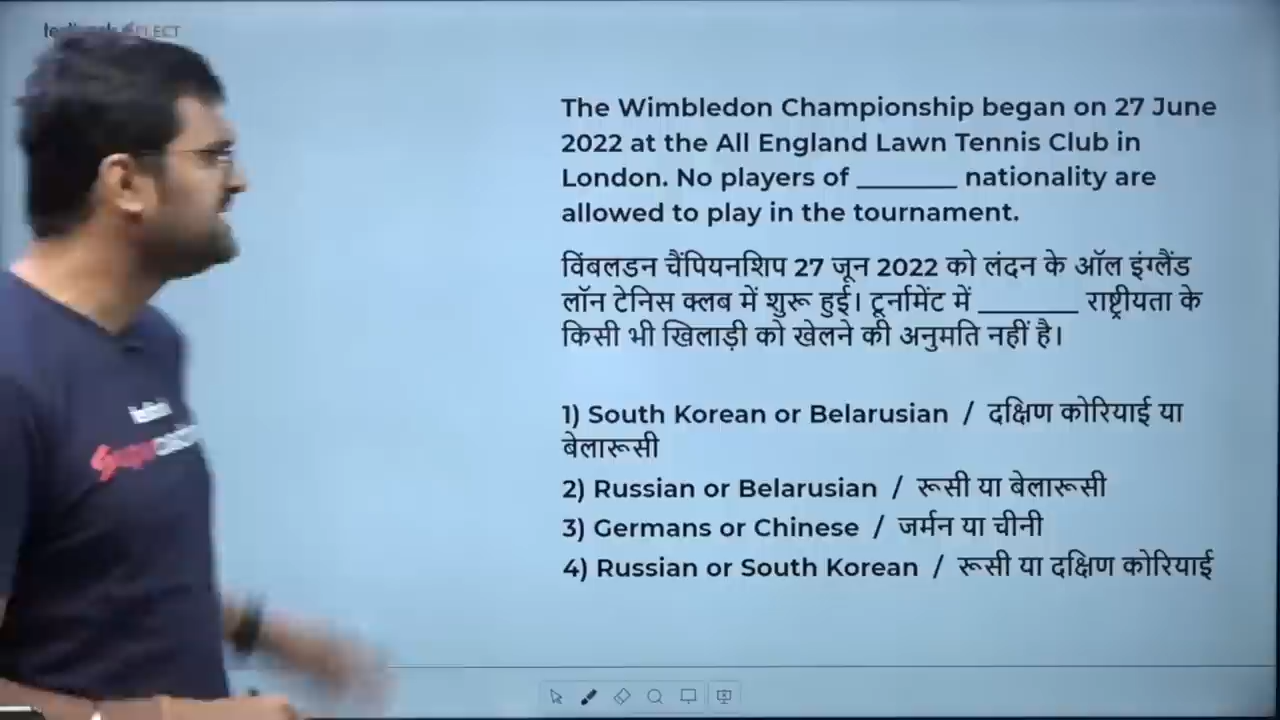 The Wimbledon Championship began on 27 June
2022 at the All England Lawn Tennis Club in
London. No players of _______ nationality are
allowed to play in the tournament.
विंबलडन चैंपियनशिप 27 जून 2022 को लंदन के ऑल इंग्लैंड
लॉन टेनिस क्लब में शुरू हुई। टूर्नामेंट में _______ राष्ट्रीयता के
किसी भी खिलाड़ी को खेलने की अनुमति नहीं है।
1) South Korean or Belarusian / दक्षिण कोरियाई या
बेलारूसी
2) Russian or Belarusian / रूसी या बेलारूसी
3) Germans or Chinese / जर्मन या चीनी
4) Russian or South Korean / रूसी या दक्षिण कोरियाई